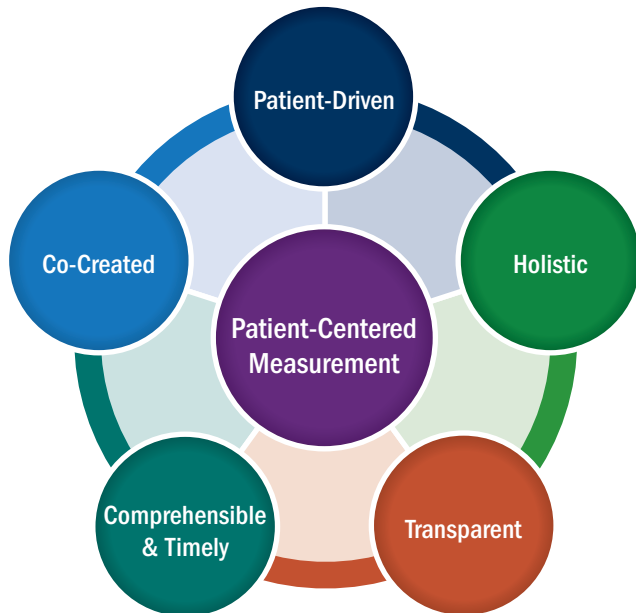 Patient-Driven
Co-Created
Holistic
Patient-Centered
Measurement
Comprehensible
& Timely
Transparent